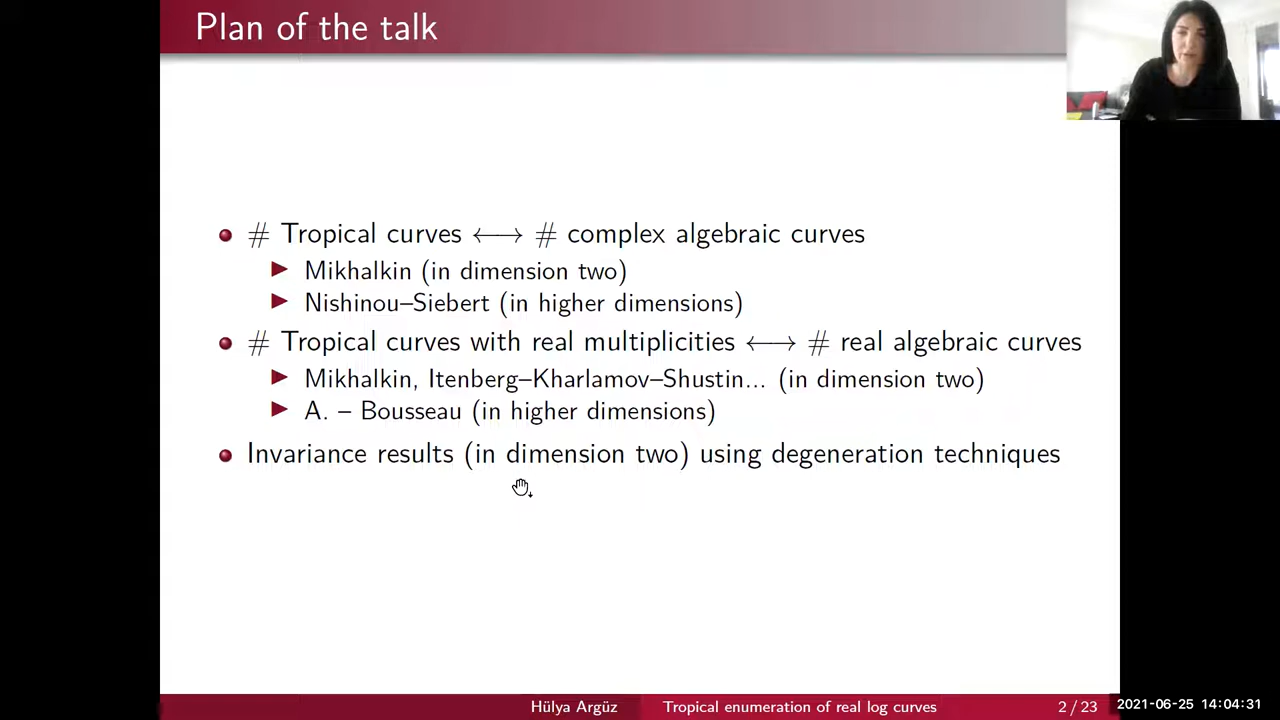 Plan of the talk
# Tropical curves ⟷ # complex algebraic curves
Mikhalkin (in dimension two)
Nishinou–Siebert (in higher dimensions)
# Tropical curves with real multiplicities ⟷ # real algebraic curves
Mikhalkin, Itenberg–Kharlamov–Shustin... (in dimension two)
A. – Bousseau (in higher dimensions)
Invariance results (in dimension two) using degeneration techniques
Hülya Argüz Tropical enumeration of real log curves 2 / 23 2021-06-25 14:04:31